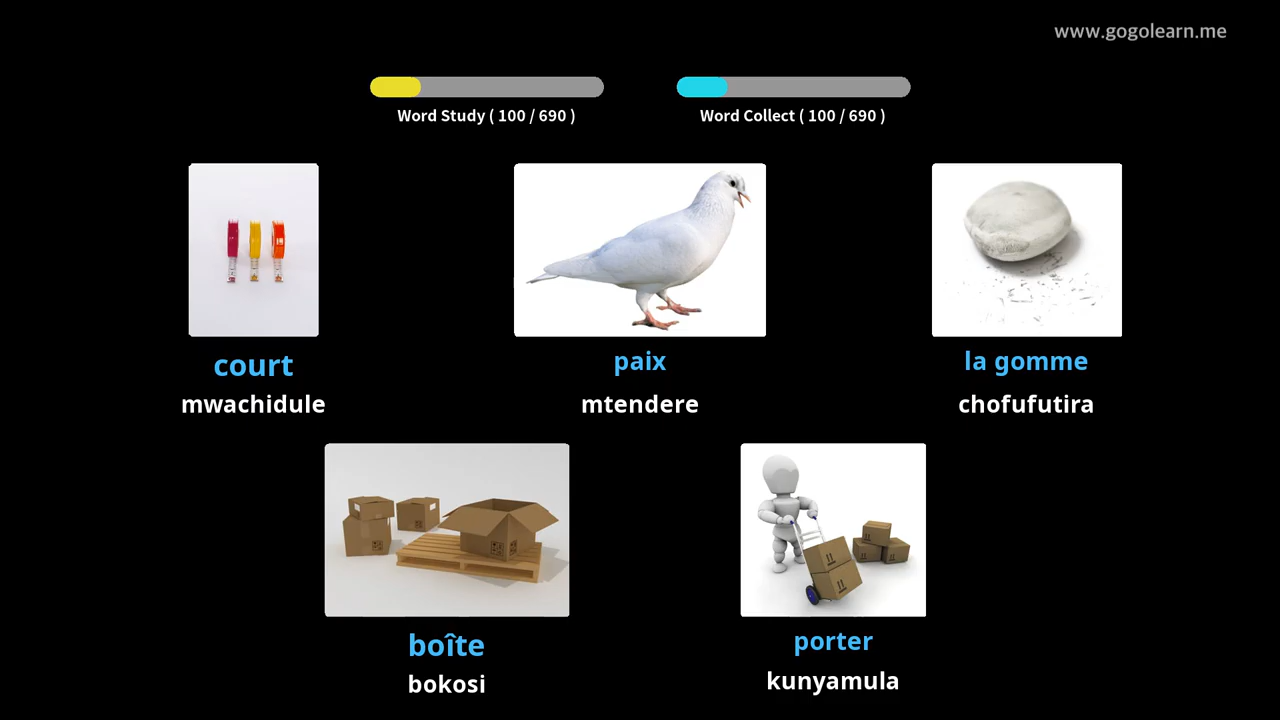 www.gogolearn.me
Word Study ( 100 / 690 )
Word Collect ( 100 / 690 )
court
paix
la gomme
mwachidule
mtendere
chofufutira
boîte
porter
bokosi
kunyamula